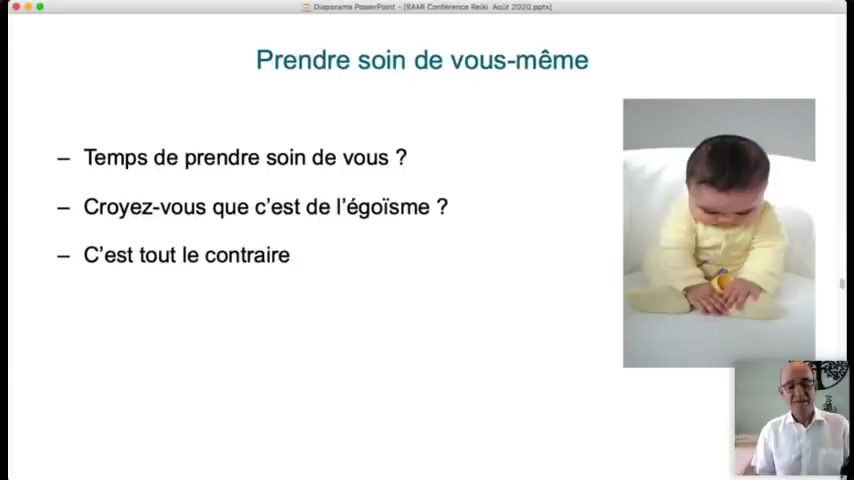 Diaporama PowerPoint - [RAMI Conférence Reiki Août 2020.pptx]
Prendre soin de vous-même
– Temps de prendre soin de vous ?
– Croyez-vous que c’est de l’égoïsme ?
– C’est tout le contraire